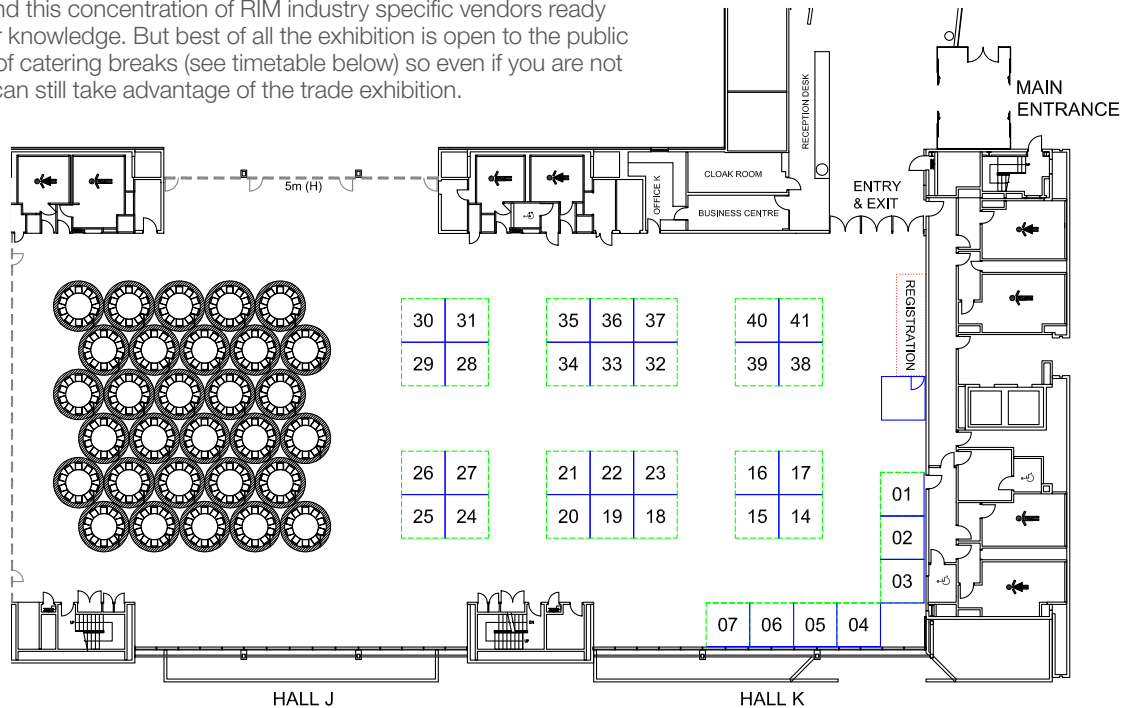 nd this concentration of RIM industry specific vendors ready
r knowledge. But best of all the exhibition is open to the public
of catering breaks (see timetable below) so even if you are not
can still take advantage of the trade exhibition.
MAIN
ENTRANCE
RECEPTION DESK
5m (H)
OFFICE K
CLOAK ROOM
BUSINESS CENTRE
ENTRY
& EXIT
REGISTRATION
30 31 35 36 37 40 41
29 28 34 33 32 39 38
26 27 21 22 23 16 17
25 24 20 19 18 15 14
01
02
03
07 06 05 04
HALL J
HALL K